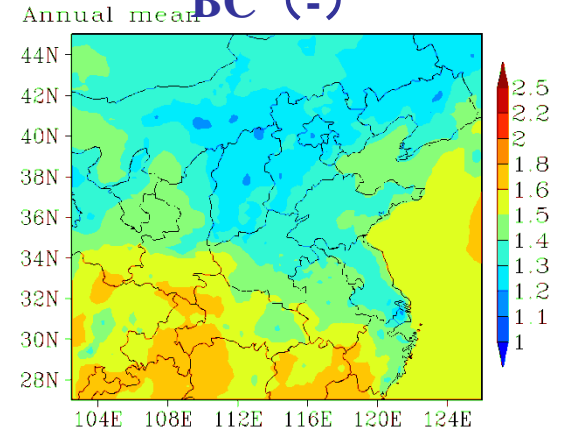 BC (-)
Annual mean
44N
42N
40N
38N
36N
34N
32N
30N
28N
104E 108E 112E 116E 120E 124E
2.5
2.2
2
1.8
1.6
1.5
1.4
1.3
1.2
1.1
1